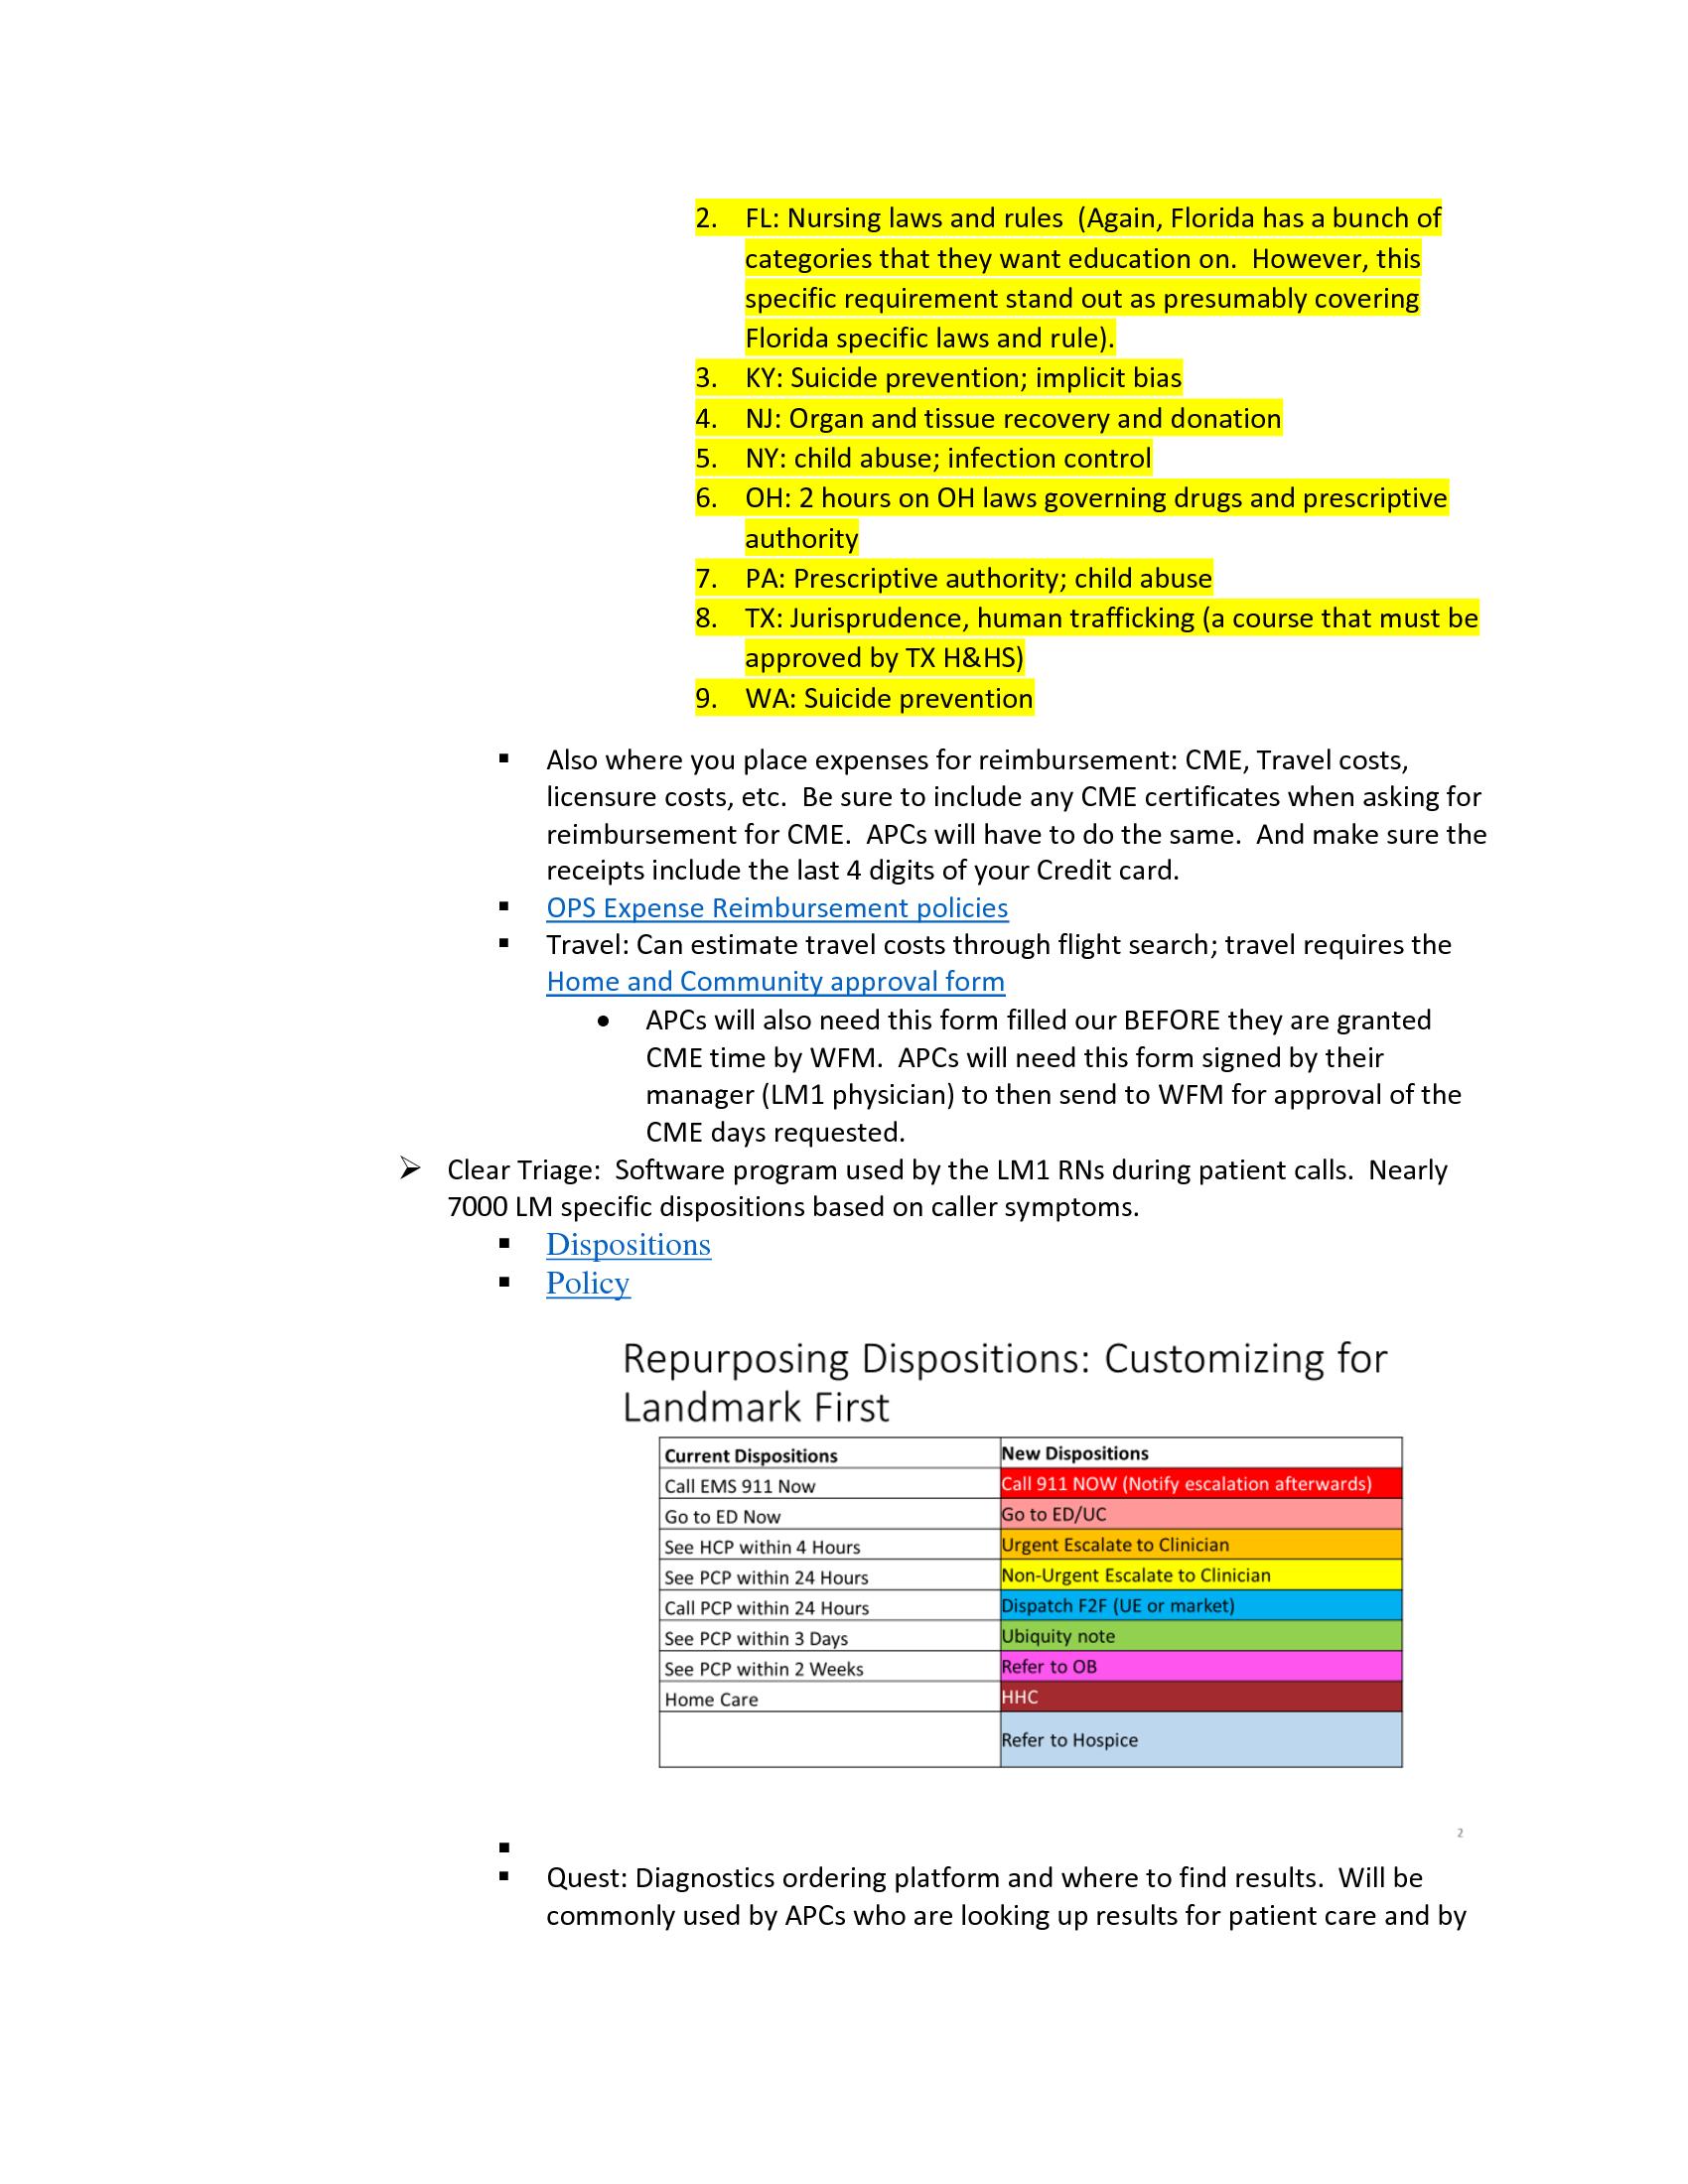 2. FL: Nursing laws and rules  (Again, Florida has a bunch of
categories that they want education on.  However, this
specific requirement stand out as presumably covering
Florida specific laws and rule).
3. KY: Suicide prevention; implicit bias
4. NJ: Organ and tissue recovery and donation
5. NY: child abuse; infection control
6. OH: 2 hours on OH laws governing drugs and prescriptive
authority
7. PA: Prescriptive authority; child abuse
8. TX: Jurisprudence, human trafficking (a course that must be
approved by TX H&HS)
9. WA: Suicide prevention
▪ Also where you place expenses for reimbursement: CME, Travel costs,
licensure costs, etc.  Be sure to include any CME certificates when asking for
reimbursement for CME.  APCs will have to do the same.  And make sure the
receipts include the last 4 digits of your Credit card.
▪ OPS Expense Reimbursement policies
▪ Travel: Can estimate travel costs through flight search; travel requires the
Home and Community approval form
• APCs will also need this form filled our BEFORE they are granted
CME time by WFM.  APCs will need this form signed by their
manager (LM1 physician) to then send to WFM for approval of the
CME days requested.
➢ Clear Triage:  Software program used by the LM1 RNs during patient calls.  Nearly
7000 LM specific dispositions based on caller symptoms.
▪ Dispositions
▪ Policy
Repurposing Dispositions: Customizing for
Landmark First
Current Dispositions New Dispositions
Call EMS 911 Now Call 911 NOW (Notify escalation afterwards)
Go to ED Now Go to ED/UC
See HCP within 4 Hours Urgent Escalate to Clinician
See PCP within 24 Hours Non-Urgent Escalate to Clinician
Call PCP within 24 Hours Dispatch F2F (UE or market)
See PCP within 3 Days Ubiquity note
See PCP within 2 Weeks Refer to OB
Home Care HHC
Refer to Hospice
2
▪
▪ Quest: Diagnostics ordering platform and where to find results.  Will be
commonly used by APCs who are looking up results for patient care and by